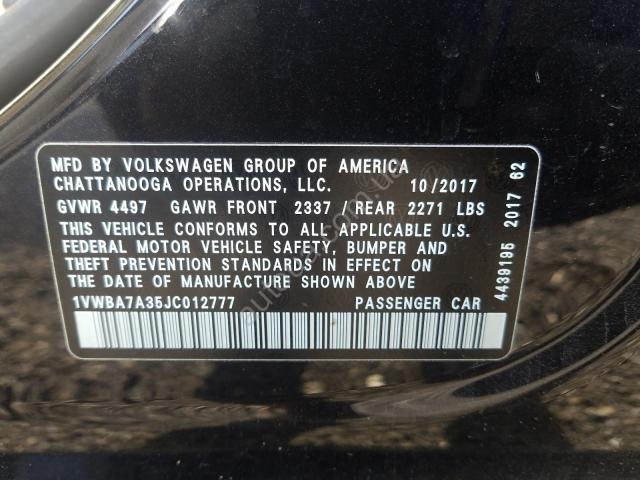 MFD BY VOLKSWAGEN GROUP OF AMERICA
CHATTANOOGA OPERATIONS, LLC. 10/2017
GVWR 4497 GAWR FRONT 2337 / REAR 2271 LBS
THIS VEHICLE CONFORMS TO ALL APPLICABLE U.S.
FEDERAL MOTOR VEHICLE SAFETY, BUMPER AND
THEFT PREVENTION STANDARDS IN EFFECT ON
THE DATE OF MANUFACTURE SHOWN ABOVE
1VWBA7A35JC012777 PASSENGER CAR
4439195 2017 62